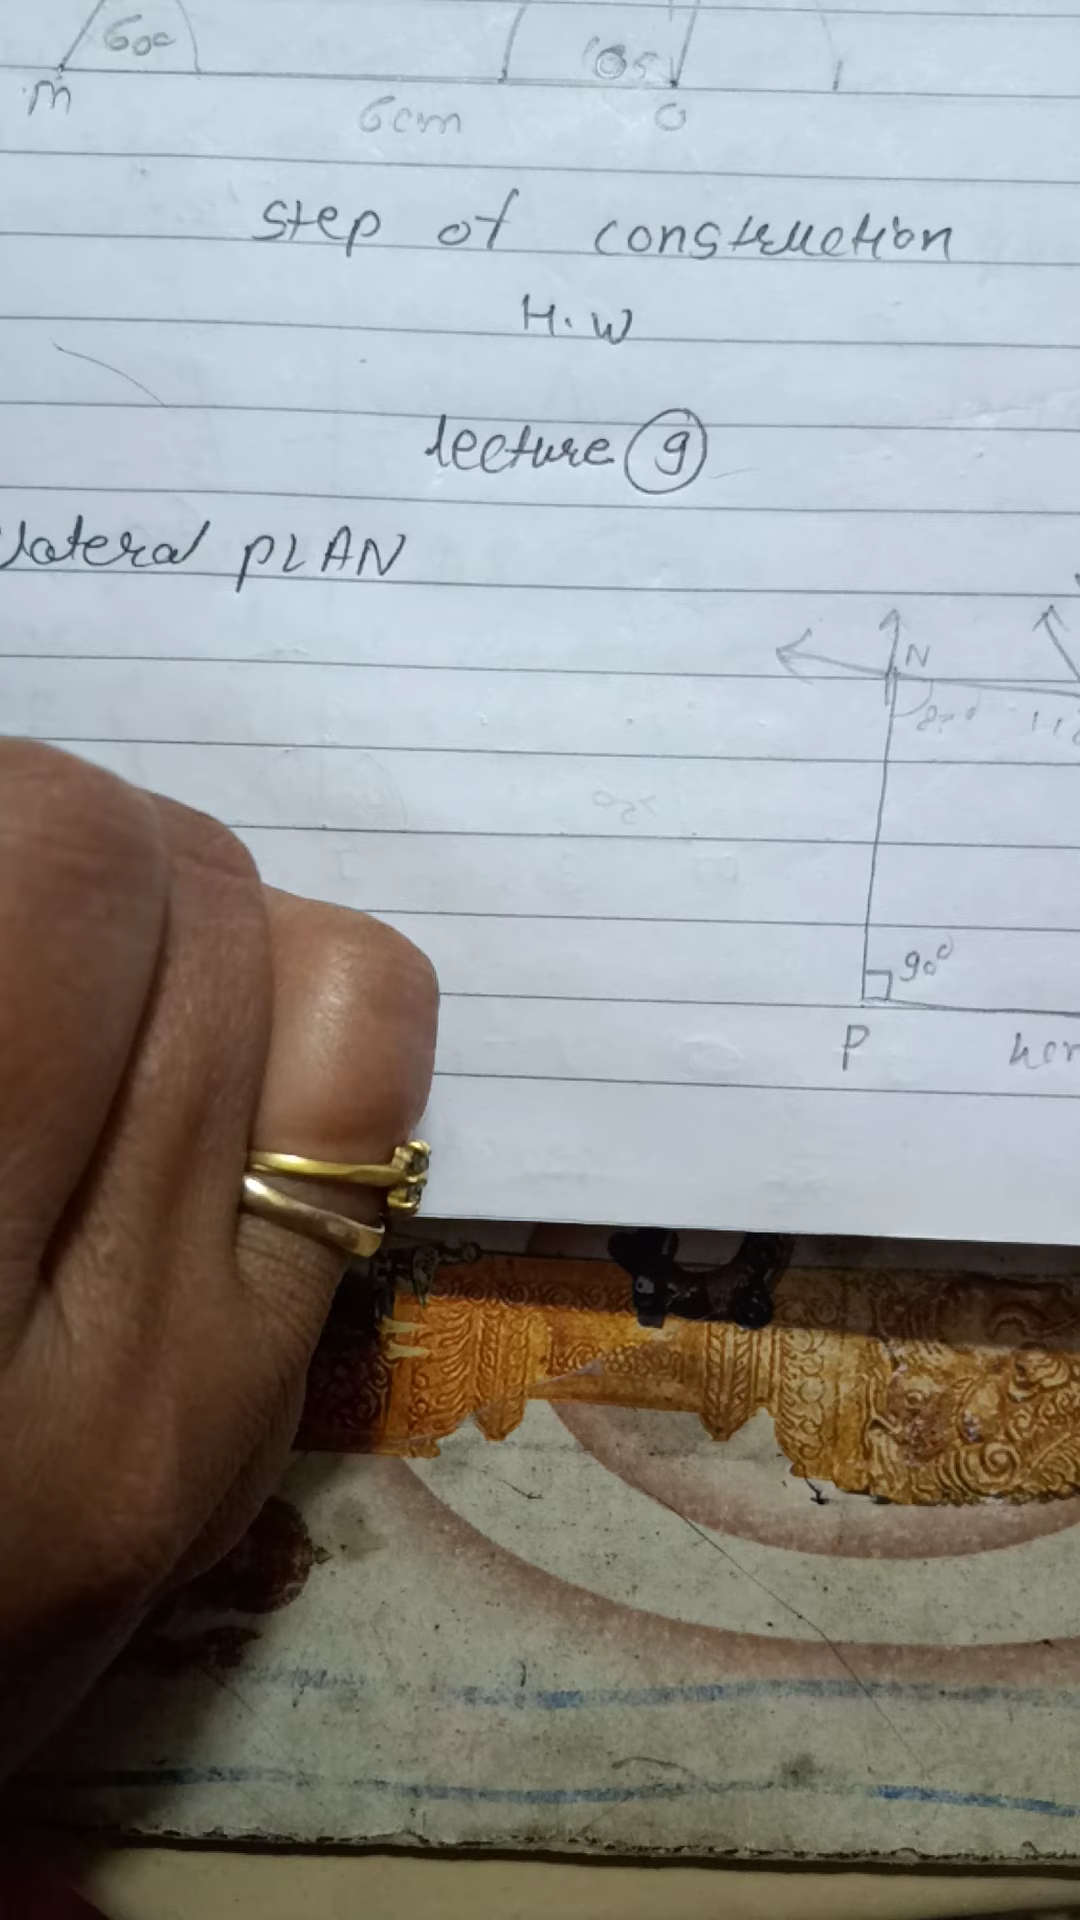 60°
105
M
6cm
O
step of construction
H.W
lecture 9
lateral PLAN
N
90°
P